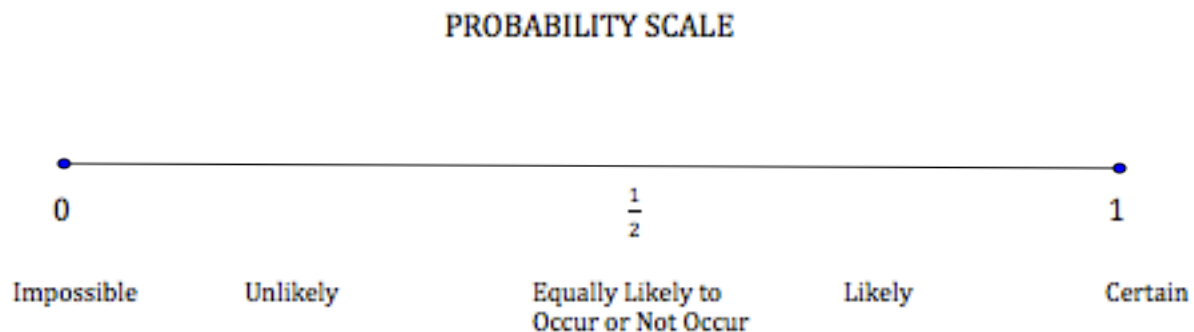 PROBABILITY SCALE
0 1/2 1
Impossible Unlikely Equally Likely to Occur or Not Occur Likely Certain